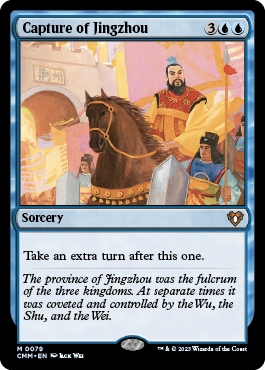 Capture of Jingzhou 3
Sorcery
Take an extra turn after this one.
The province of Jingzhou was the fulcrum
of the three kingdoms. At separate times it
was coveted and controlled by the Wu, the
Shu, and the Wei.
M 0079
CMM • EN Jack Wei
™ & © 2023 Wizards of the Coast